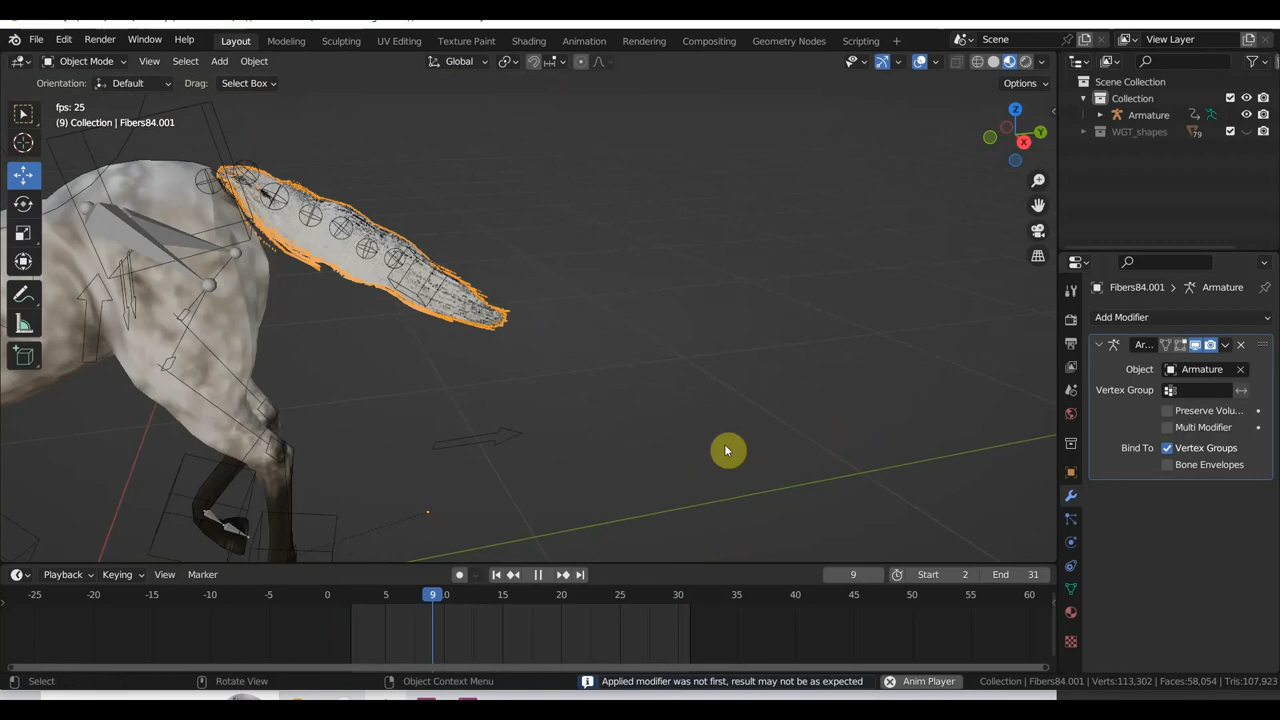 File Edit Render Window Help Layout Modeling Sculpting UV Editing Texture Paint Shading Animation Rendering Compositing Geometry Nodes Scripting + Scene View Layer
Object Mode View Select Add Object Global Options
Orientation: Default Drag: Select Box
fps: 25
(9) Collection | Fibers84.001
Z
Y
X
Scene Collection
Collection
Armature
WGT_shapes 79
Fibers84.001 > Armature
Add Modifier
Ar...
Object Armature
Vertex Group
Preserve Volu...
Multi Modifier
Bind To Vertex Groups
Bone Envelopes
Playback Keying View Marker 9 Start 2 End 31
-25 -20 -15 -10 -5 0 5 9 0 15 20 25 30 35 40 45 50 55 60
Select Rotate View Object Context Menu Applied modifier was not first, result may not be as expected Anim Player Collection | Fibers84.001 | Verts:113,302 | Faces:58,054 | Tris:107,923